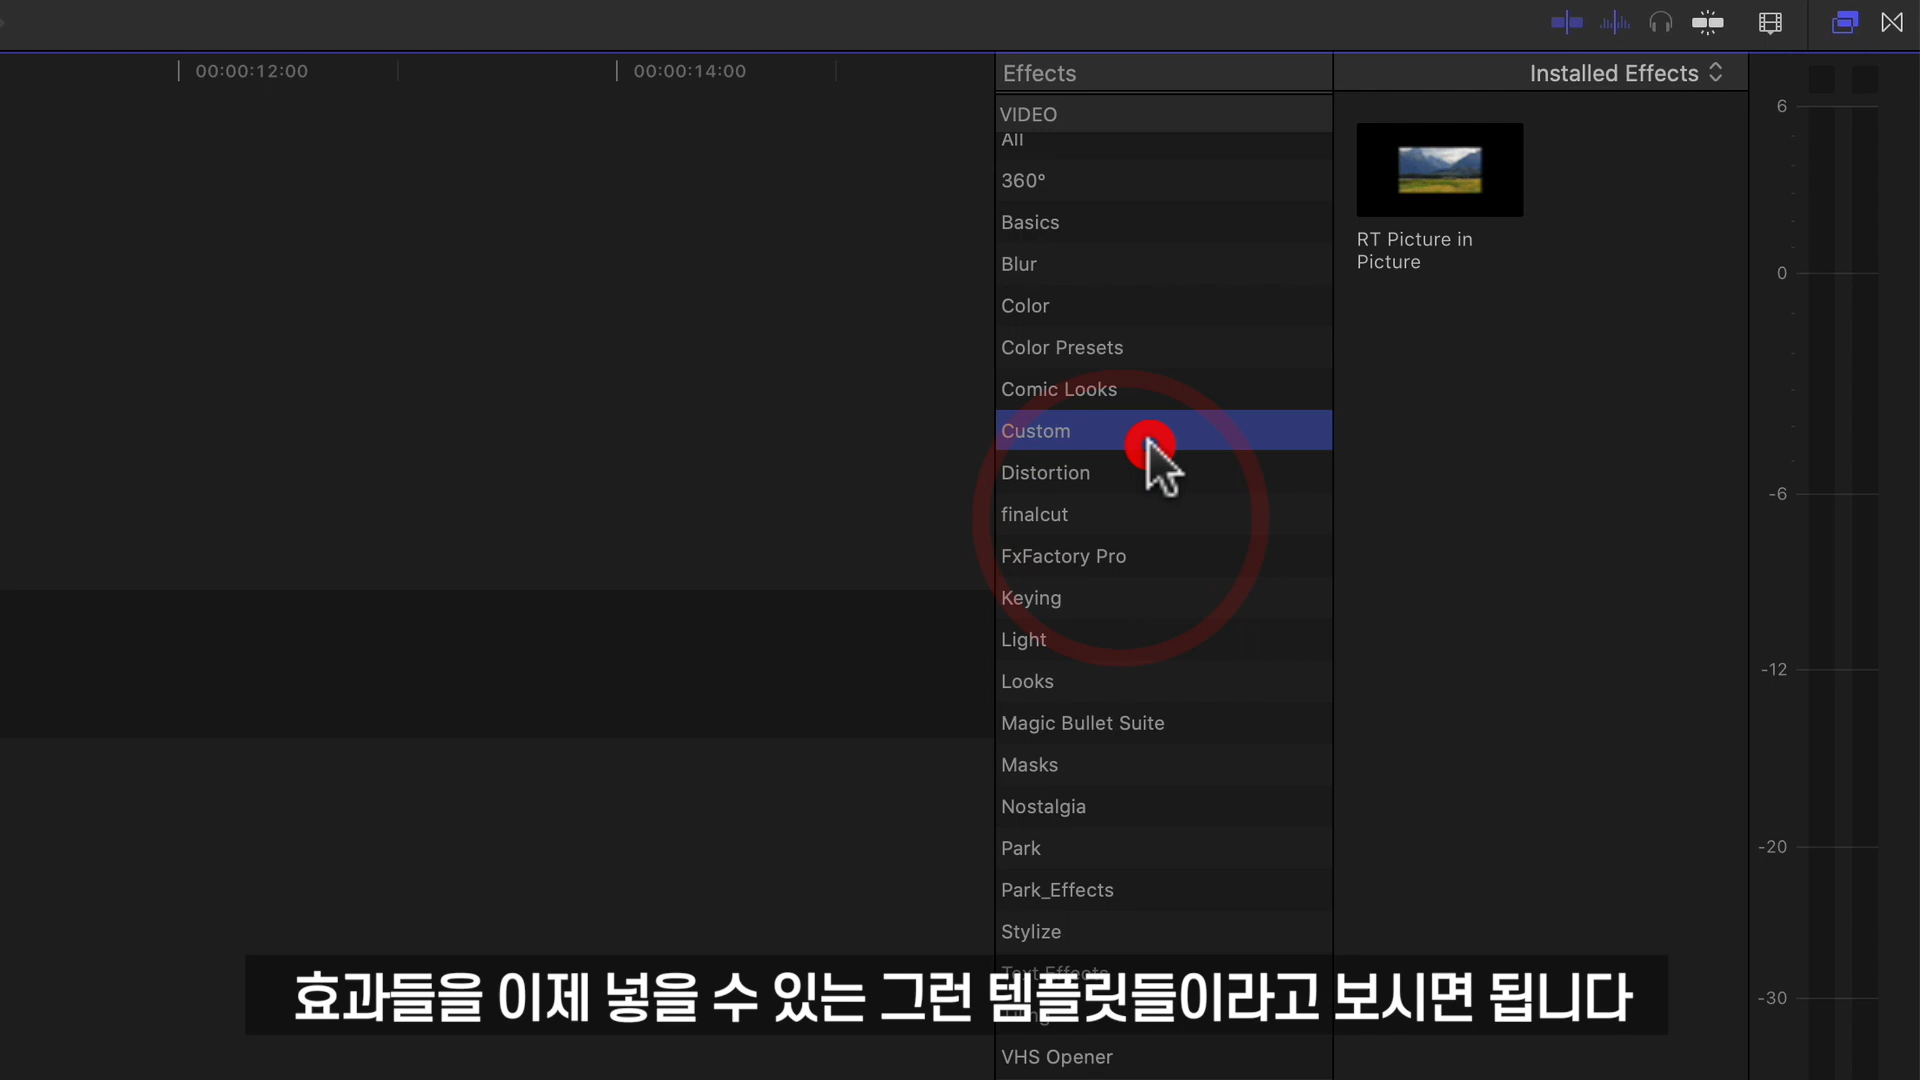 00:00:12:00
00:00:14:00
Effects
Installed Effects
VIDEO
All
360°
Basics
Blur
Color
Color Presets
Comic Looks
Custom
Distortion
finalcut
FxFactory Pro
Keying
Light
Looks
Magic Bullet Suite
Masks
Nostalgia
Park
Park_Effects
Stylize
Text Effects
VHS Opener
RT Picture in
Picture
6
0
-6
-12
-20
-30
효과들을 이제 넣을 수 있는 그런 템플릿들이라고 보시면 됩니다